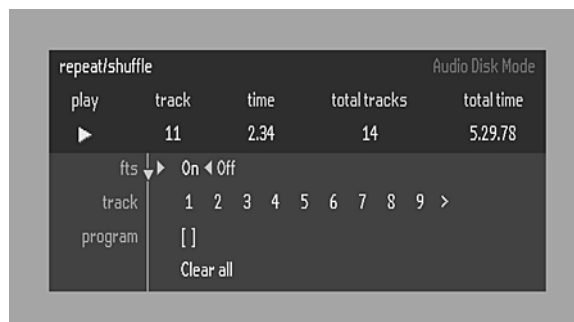 repeat/shuffle Audio Disk Mode
play track time total tracks total time
11 2.34 14 5.29.78
fts On Off
track 1 2 3 4 5 6 7 8 9 >
program [ ]
Clear all